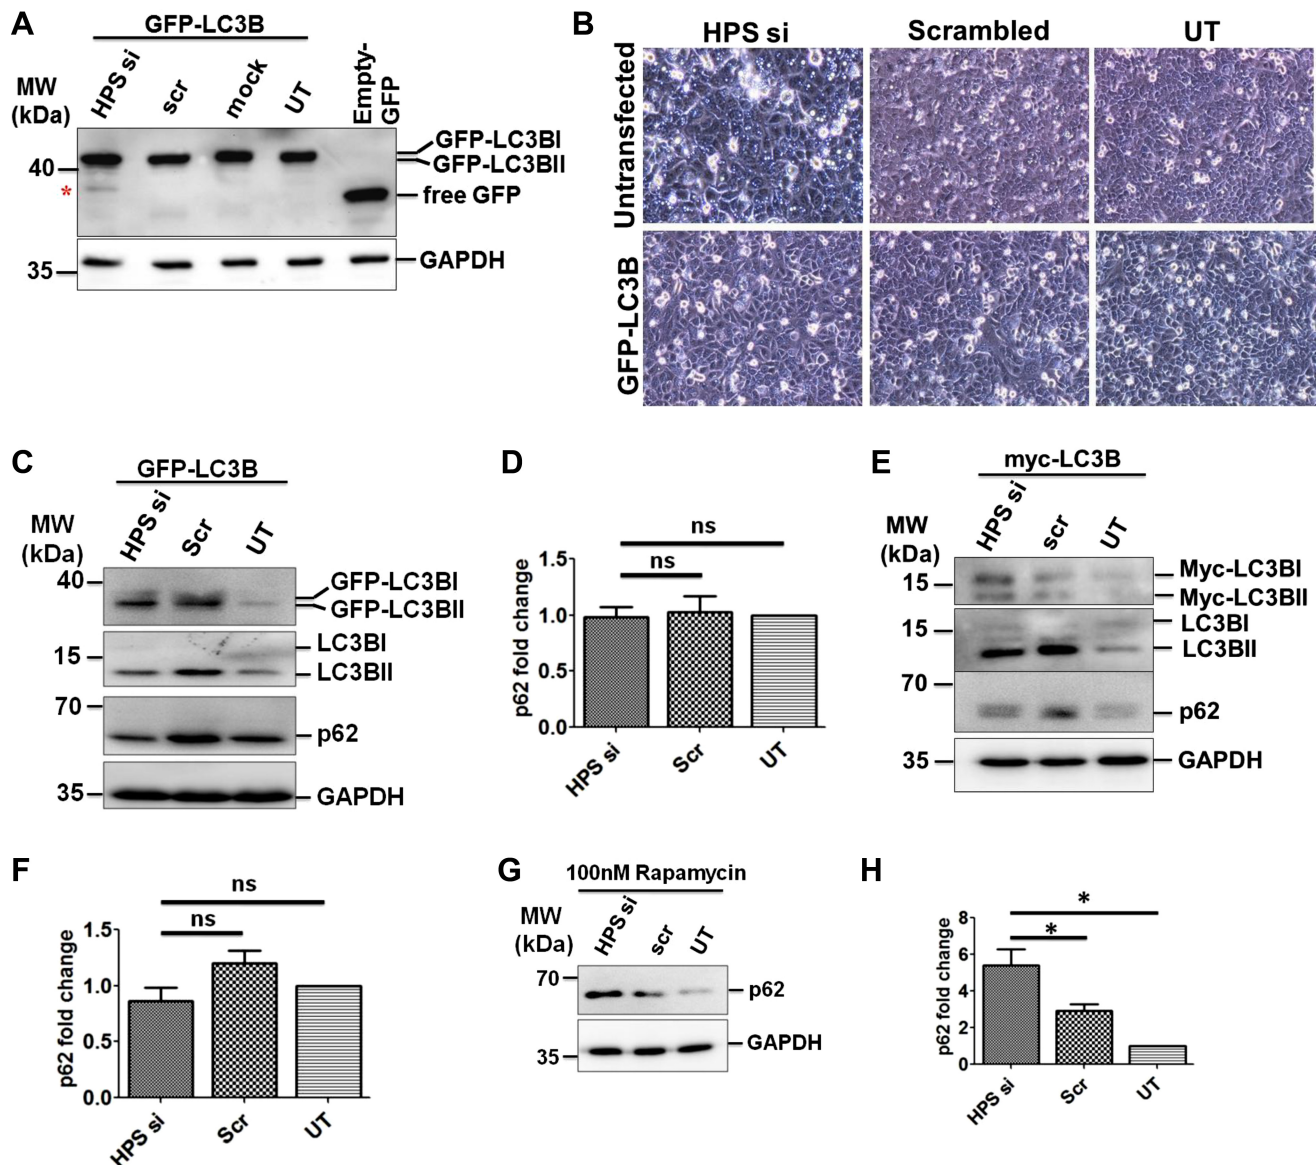 A
GFP-LC3B
MW
(kDa)
HPS si
scr
mock
UT
Empty-
GFP
GFP-LC3BI
GFP-LC3BII
40
*
free GFP
GAPDH
35
B
HPS si
Scrambled
UT
Untransfected
GFP-LC3B
C
GFP-LC3B
MW
(kDa)
HPS si
Scr
UT
40
GFP-LC3BI
GFP-LC3BII
15
LC3BI
LC3BII
70
p62
35
GAPDH
D
ns
ns
p62 fold change
1.5
1.0
0.5
0.0
HPS si
Scr
UT
E
myc-LC3B
MW
(kDa)
HPS si
scr
UT
15
Myc-LC3BI
Myc-LC3BII
15
LC3BI
LC3BII
70
p62
35
GAPDH
F
ns
ns
p62 fold change
1.5
1.0
0.5
0.0
HPS si
Scr
UT
G
100nM Rapamycin
MW
(kDa)
HPS si
scr
UT
70
p62
GAPDH
35
H
*
*
p62 fold change
8
6
4
2
0
HPS si
Scr
UT